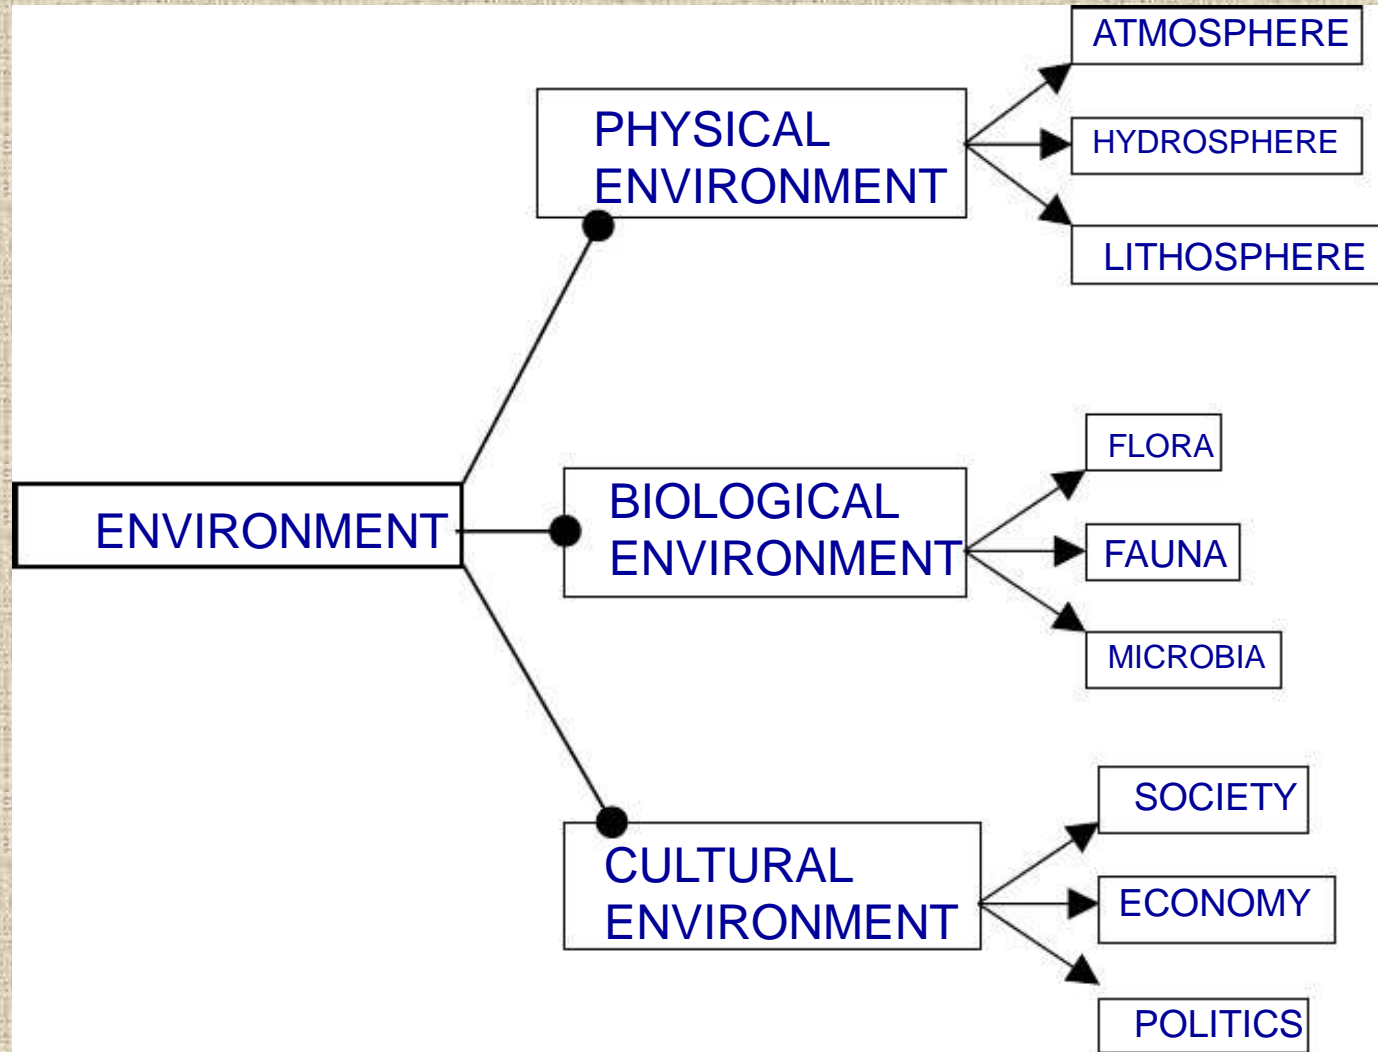 ENVIRONMENT
PHYSICAL
ENVIRONMENT
ATMOSPHERE
HYDROSPHERE
LITHOSPHERE
BIOLOGICAL
ENVIRONMENT
FLORA
FAUNA
MICROBIA
CULTURAL
ENVIRONMENT
SOCIETY
ECONOMY
POLITICS